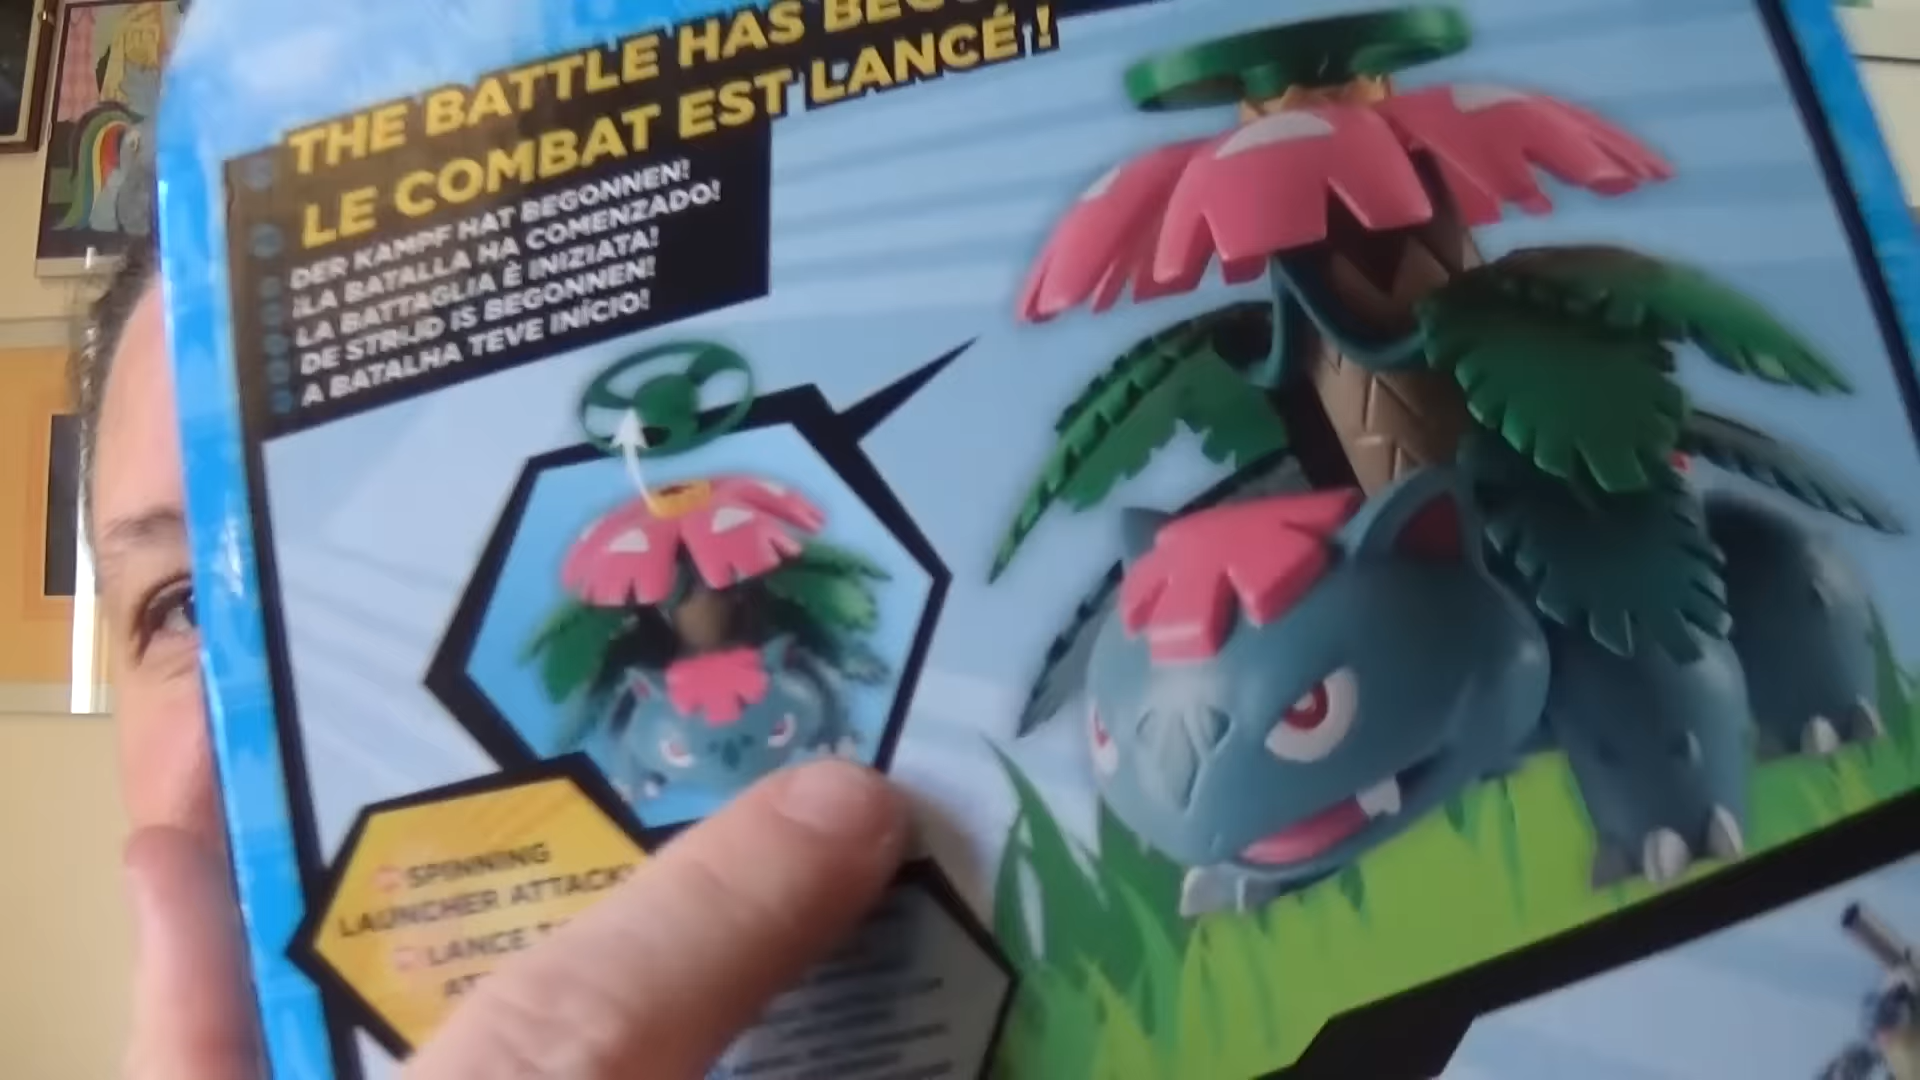 THE BATTLE HAS
LE COMBAT EST LANCÉ !
DER KAMPF HAT BEGONNEN!
¡LA BATALLA HA COMENZADO!
LA BATTAGLIA È INIZIATA!
DE STRIJD IS BEGONNEN!
A BATALHA TEVE INÍCIO!
SPINNING
LAUNCHER ATTACK
LANCE